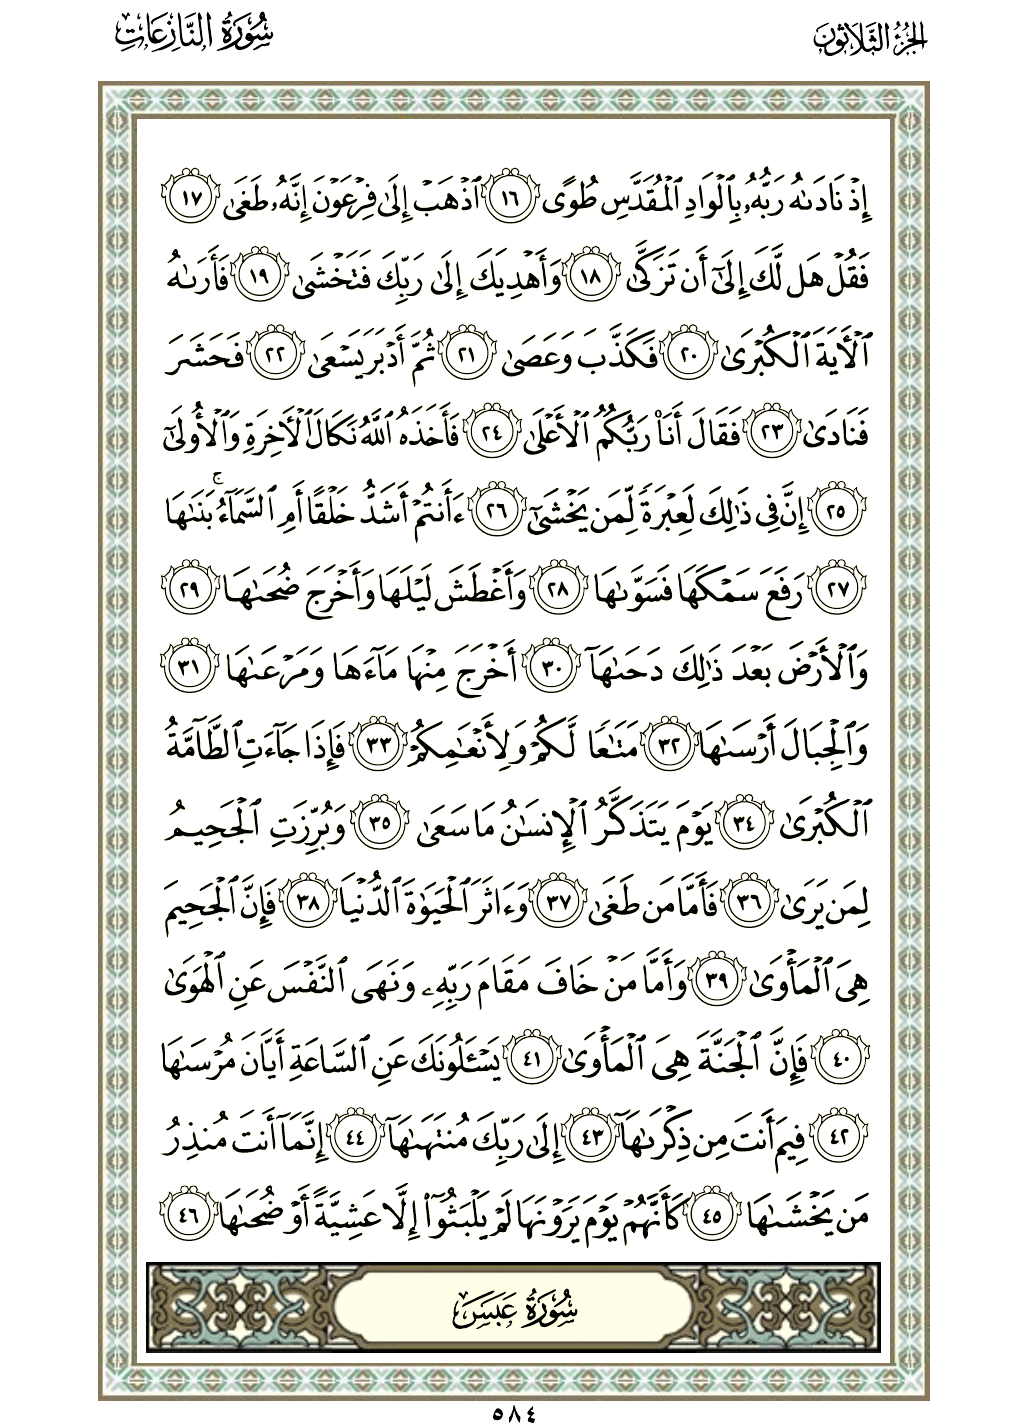 الجزء الثلاثون
سورة النازعات
إِذْ نَادَىٰهُ رَبُّهُۥ بِٱلْوَادِ ٱلْمُقَدَّسِ طُوًى ١٦ ٱذْهَبْ إِلَىٰ فِرْعَوْنَ إِنَّهُۥ طَغَىٰ ١٧
فَقُلْ هَل لَّكَ إِلَىٰٓ أَن تَزَكَّىٰ ١٨ وَأَهْدِيَكَ إِلَىٰ رَبِّكَ فَتَخْشَىٰ ١٩ فَأَرَىٰهُ
ٱلْأَيَةَ ٱلْكُبْرَىٰ ٢٠ فَكَذَّبَ وَعَصَىٰ ٢١ ثُمَّ أَدْبَرَ يَسْعَىٰ ٢٢ فَحَشَرَ
فَنَادَىٰ ٢٣ فَقَالَ أَنَا۠ رَبُّكُمُ ٱلْأَعْلَىٰ ٢٤ فَأَخَذَهُ ٱللَّهُ نَكَالَ ٱلْأَخِرَةِ وَٱلْأُولَىٰٓ
٢٥ إِنَّ فِى ذَٰلِكَ لَعِبْرَةً لِّمَن يَخْشَىٰٓ ٢٦ ءَأَنتُمْ أَشَدُّ خَلْقًا أَمِ ٱلسَّمَآءُ ۚ بَنَىٰهَا
٢٧ رَفَعَ سَمْكَهَا فَسَوَّىٰهَا ٢٨ وَأَغْطَشَ لَيْلَهَا وَأَخْرَجَ ضُحَىٰهَا ٢٩
وَٱلْأَرْضَ بَعْدَ ذَٰلِكَ دَحَىٰهَآ ٣٠ أَخْرَجَ مِنْهَا مَآءَهَا وَمَرْعَىٰهَا ٣١
وَٱلْجِبَالَ أَرْسَىٰهَا ٣٢ مَتَٰعًا لَّكُمْ وَلِأَنْعَٰمِكُمْ ٣٣ فَإِذَا جَآءَتِ ٱلطَّآمَّةُ
ٱلْكُبْرَىٰ ٣٤ يَوْمَ يَتَذَكَّرُ ٱلْإِنسَٰنُ مَا سَعَىٰ ٣٥ وَبُرِّزَتِ ٱلْجَحِيمُ
لِمَن يَرَىٰ ٣٦ فَأَمَّا مَن طَغَىٰ ٣٧ وَءَاثَرَ ٱلْحَيَوٰةَ ٱلدُّنْيَا ٣٨ فَإِنَّ ٱلْجَحِيمَ
هِىَ ٱلْمَأْوَىٰ ٣٩ وَأَمَّا مَنْ خَافَ مَقَامَ رَبِّهِۦ وَنَهَى ٱلنَّفْسَ عَنِ ٱلْهَوَىٰ
٤٠ فَإِنَّ ٱلْجَنَّةَ هِىَ ٱلْمَأْوَىٰ ٤١ يَسْـَٔلُونَكَ عَنِ ٱلسَّاعَةِ أَيَّانَ مُرْسَىٰهَا
٤٢ فِيمَ أَنتَ مِن ذِكْرَىٰهَآ ٤٣ إِلَىٰ رَبِّكَ مُنتَهَىٰهَآ ٤٤ إِنَّمَآ أَنتَ مُنذِرُ
مَن يَخْشَىٰهَا ٤٥ كَأَنَّهُمْ يَوْمَ يَرَوْنَهَا لَمْ يَلْبَثُوٓا۟ إِلَّا عَشِيَّةً أَوْ ضُحَىٰهَا ٤٦
سُورَةُ عَبَسَ
٥٨٤